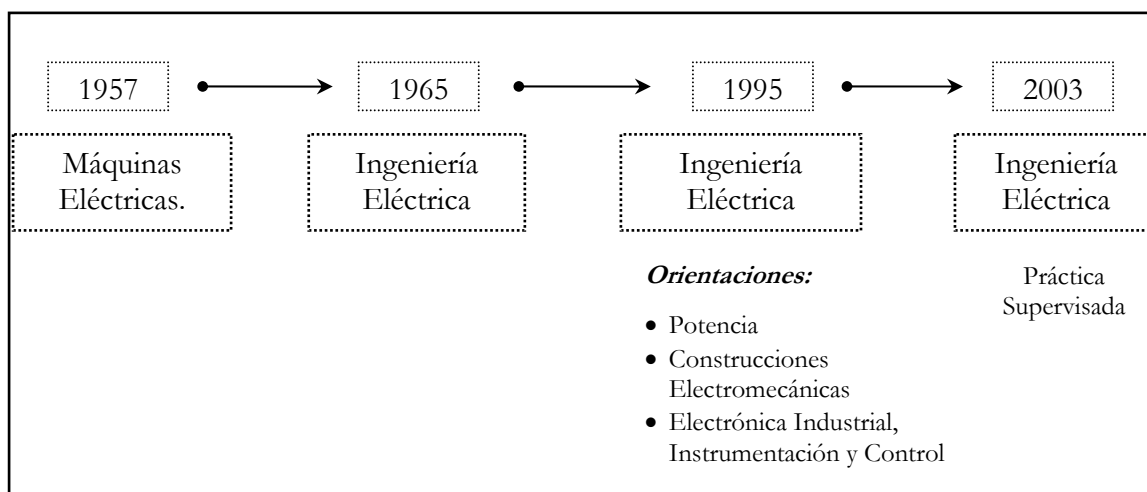 1957
1965
1995
2003
Máquinas
Eléctricas.
Ingeniería
Eléctrica
Ingeniería
Eléctrica
Ingeniería
Eléctrica
Orientaciones:
• Potencia
• Construcciones
Electromecánicas
• Electrónica Industrial,
Instrumentación y Control
Práctica
Supervisada